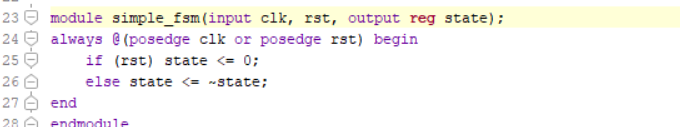 23 module simple_fsm(input clk, rst, output reg state);
24 always @(posedge clk or posedge rst) begin
25     if (rst) state <= 0;
26     else state <= ~state;
27 end
28 endmodule